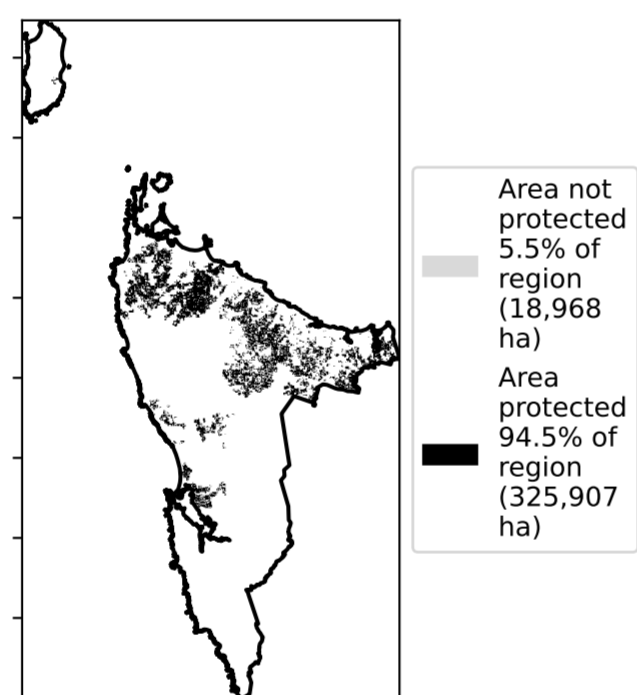 Area not
protected
5.5% of
region
(18,968
ha)
Area
protected
94.5% of
region
(325,907
ha)